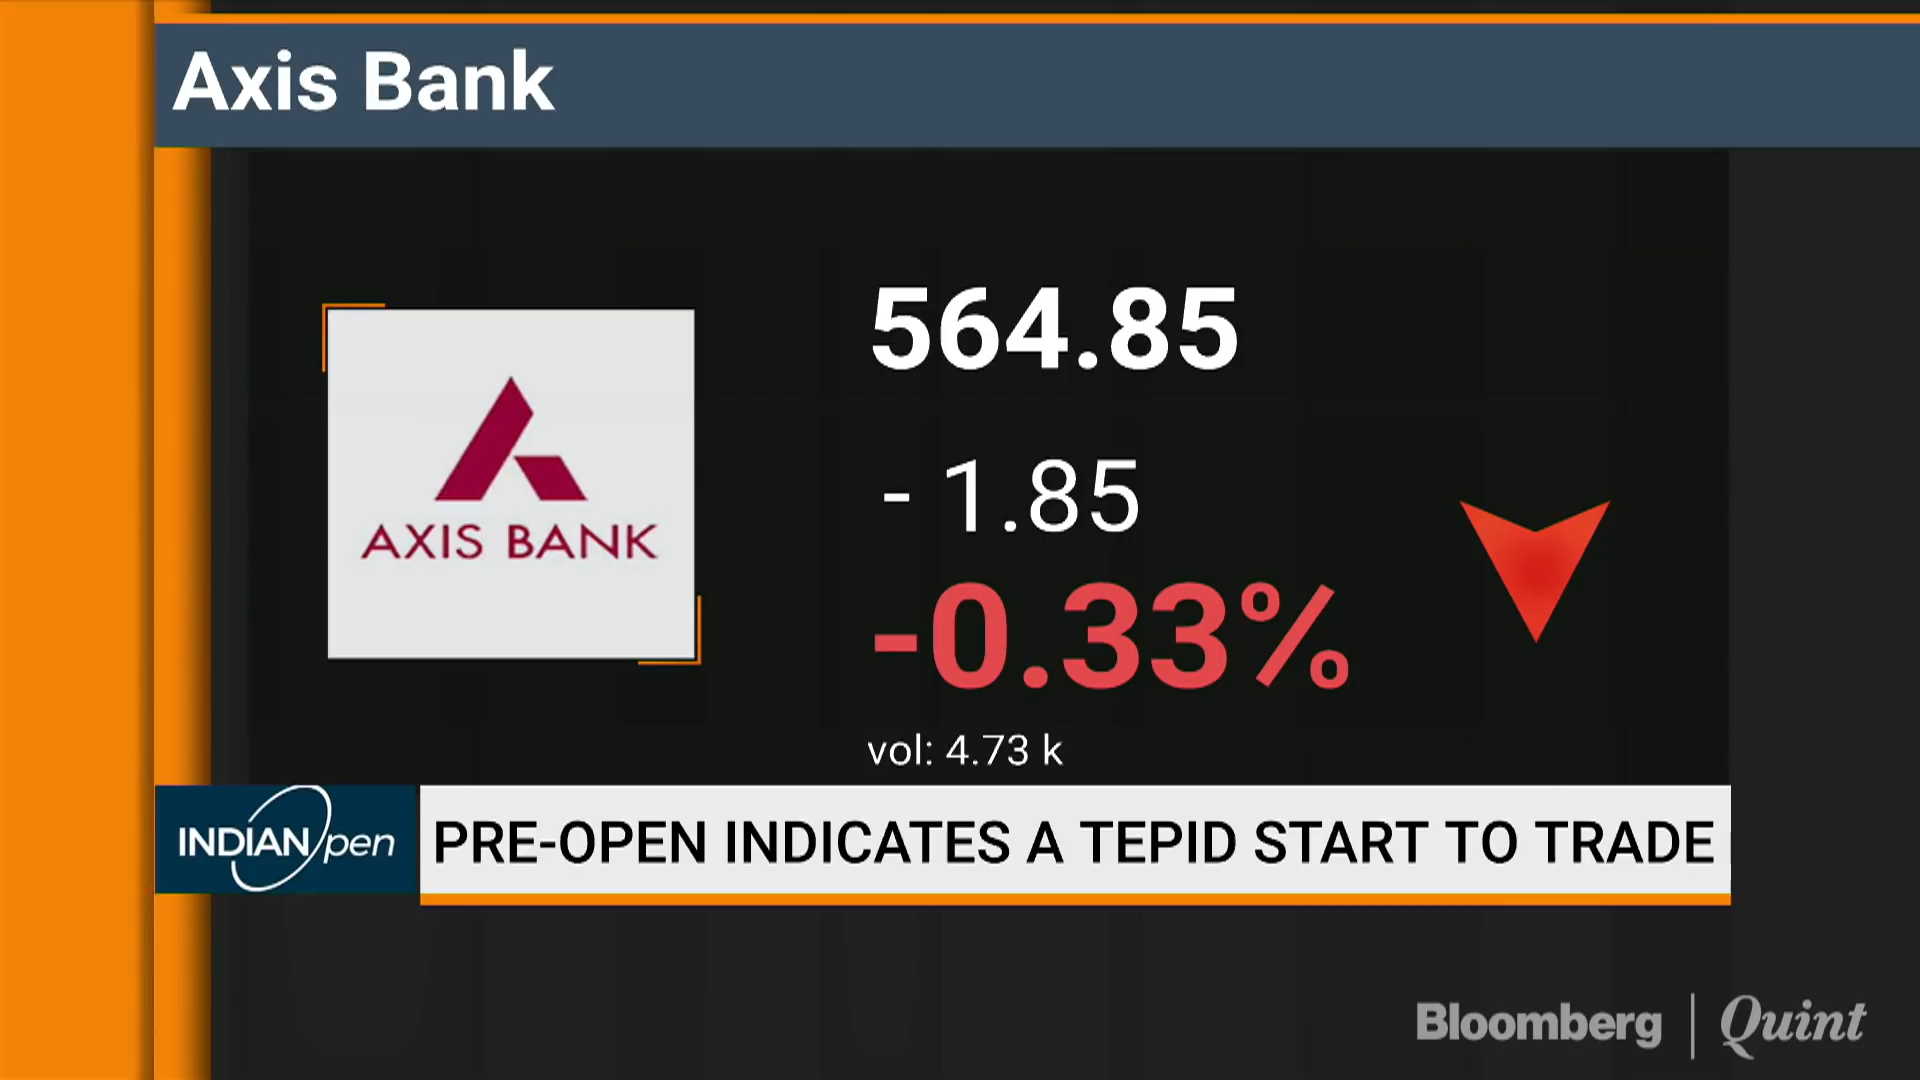 Axis Bank
564.85
- 1.85
-0.33%
AXIS BANK
vol: 4.73 k
INDIAN Open
PRE-OPEN INDICATES A TEPID START TO TRADE
Bloomberg | Quint